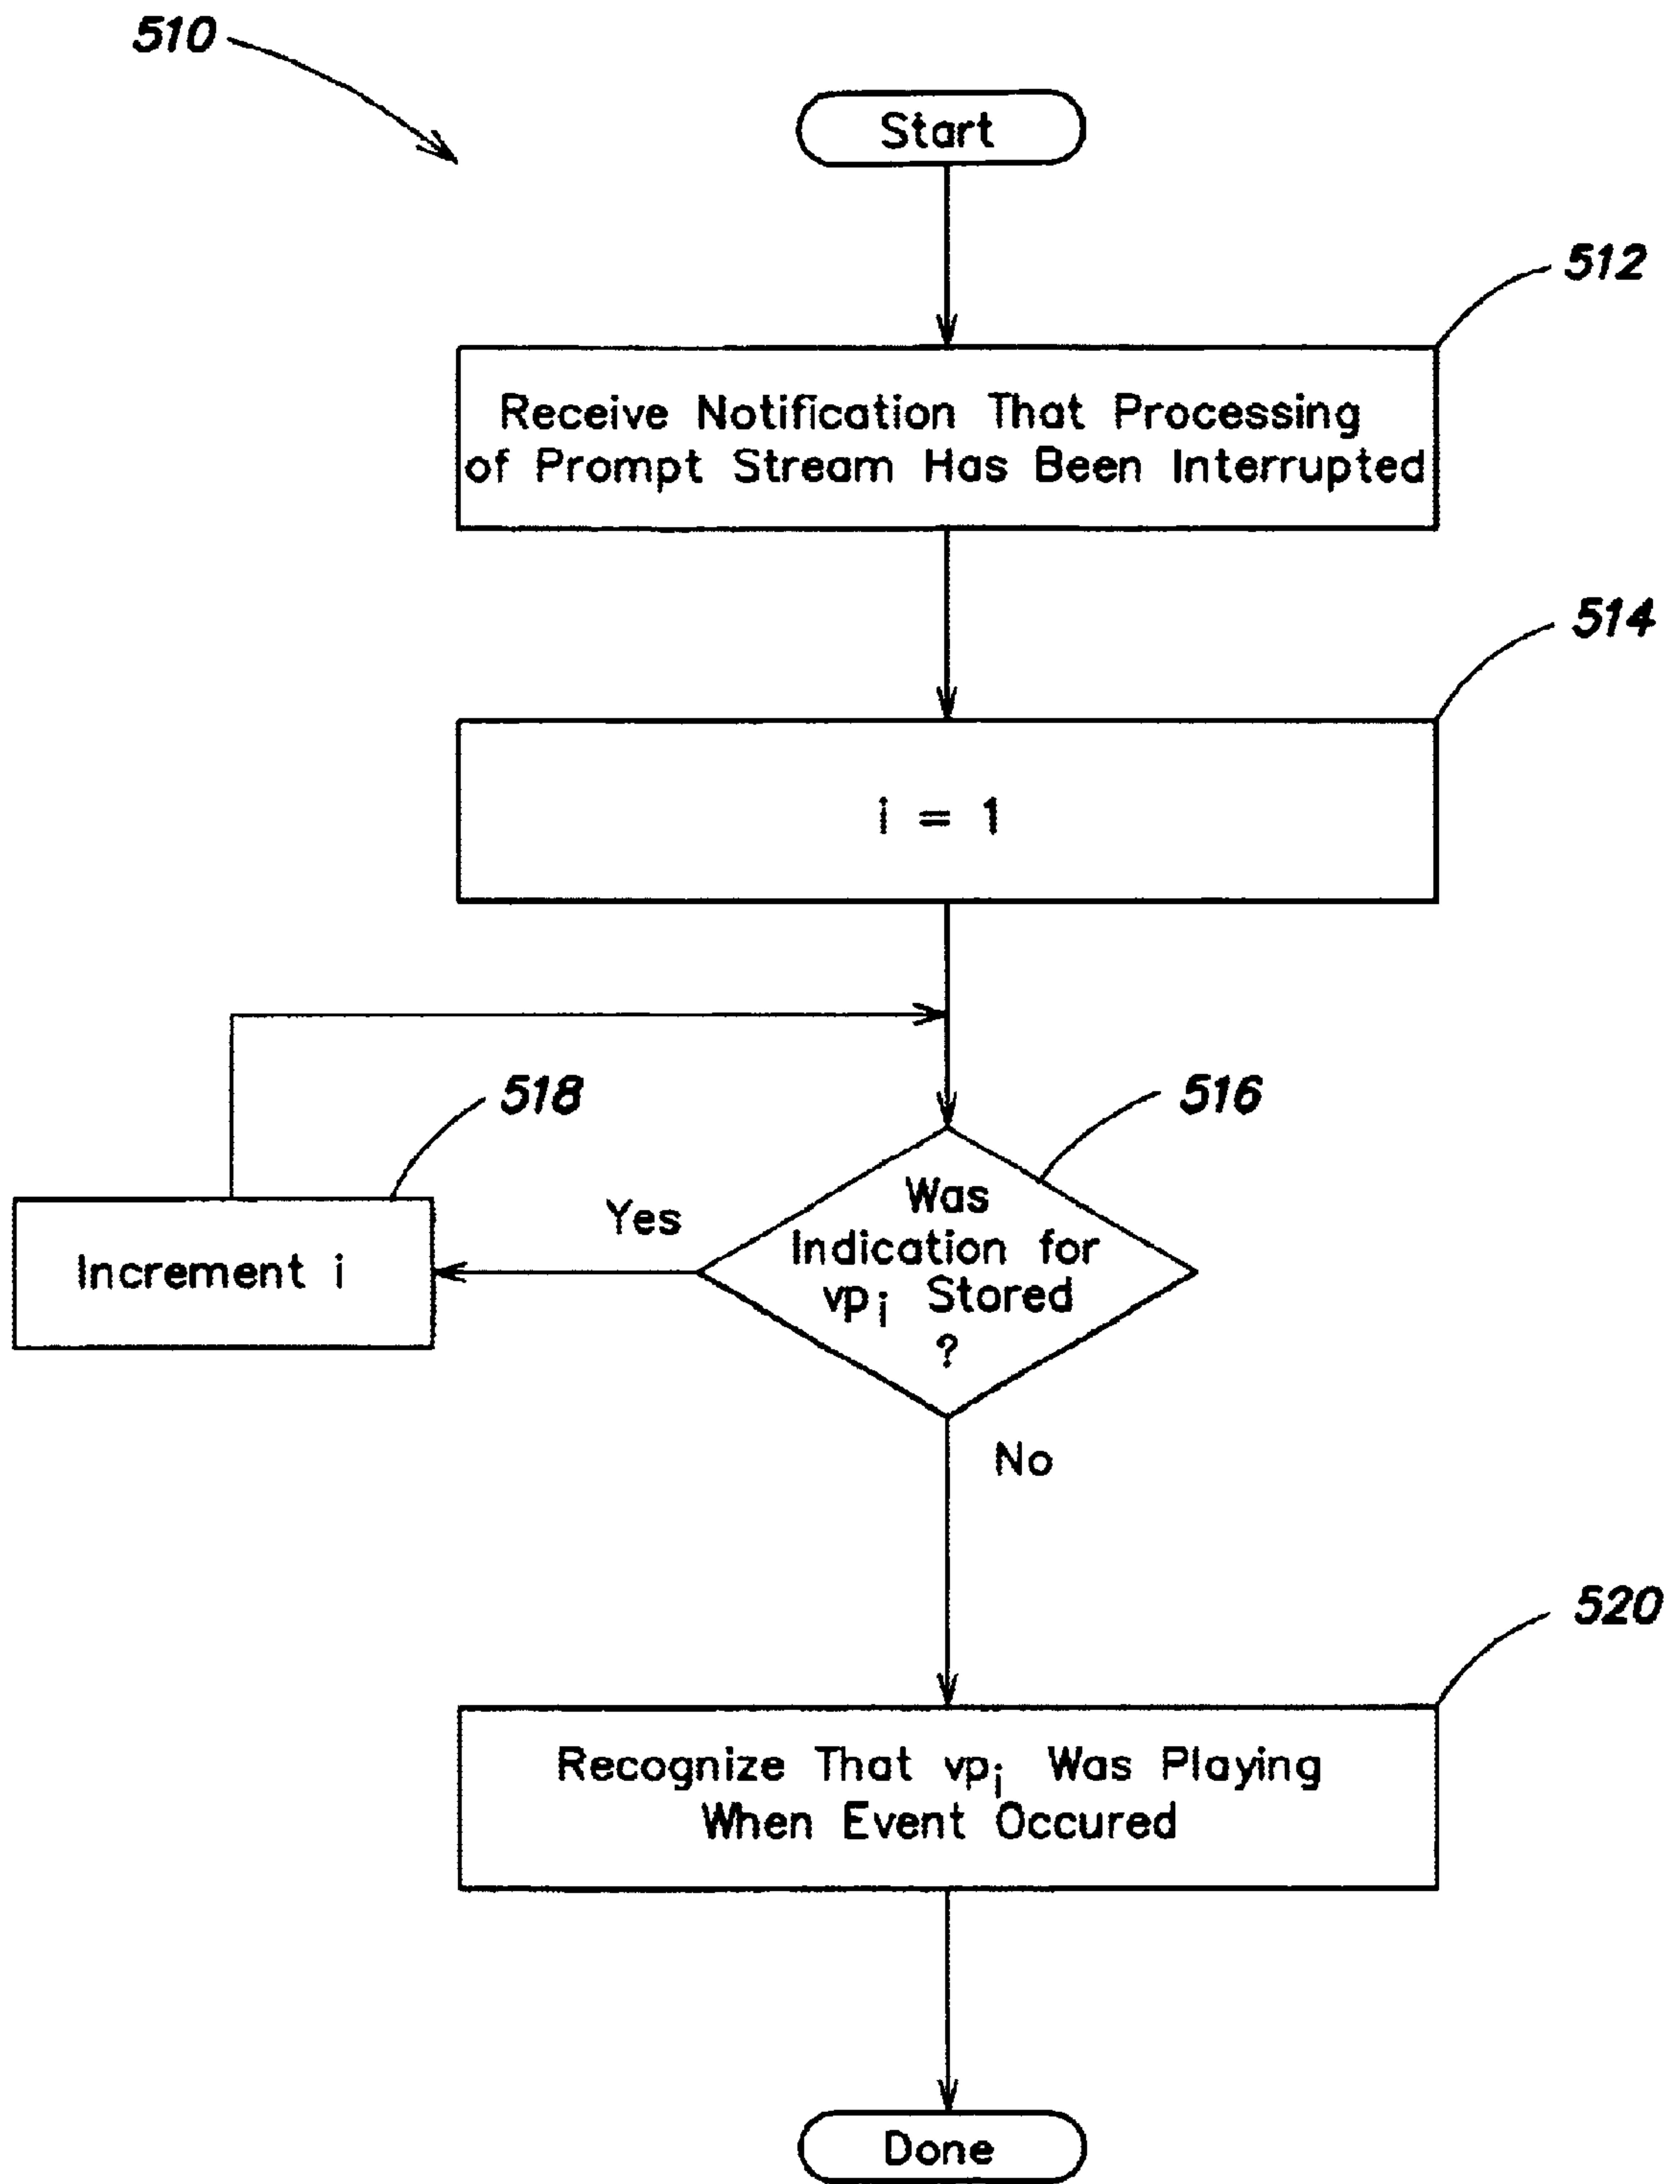 510
Start
512
Receive Notification That Processing
of Prompt Stream Has Been Interrupted
514
i = 1
518
516
Yes
Increment i
Was
Indication for
vpi Stored
?
No
520
Recognize That vpi Was Playing
When Event Occured
Done